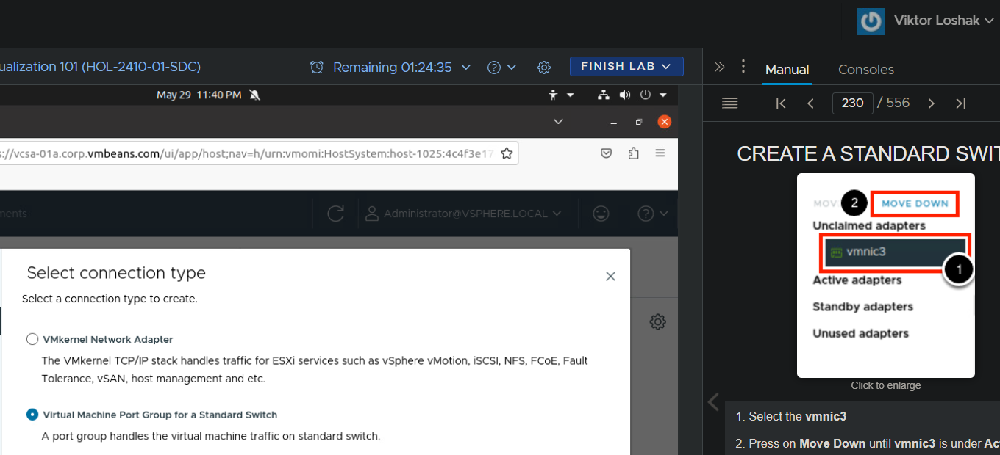 Viktor Loshak
ualization 101 (HOL-2410-01-SDC)
Remaining 01:24:35
FINISH LAB
Manual
Consoles
May 29 11:40 PM
230 / 556
s://vcsa-01a.corp.vmbeans.com/ui/app/host;nav=h/urn:vmomi:HostSystem:host-1025:4c4f3e17
ments
Administrator@VSPHERE.LOCAL
CREATE A STANDARD SWIT
MOV
2
MOVE DOWN
Unclaimed adapters
vmnic3
1
Active adapters
Standby adapters
Unused adapters
Click to enlarge
Select connection type
Select a connection type to create.
VMkernel Network Adapter
The VMkernel TCP/IP stack handles traffic for ESXi services such as vSphere vMotion, iSCSI, NFS, FCoE, Fault
Tolerance, vSAN, host management and etc.
Virtual Machine Port Group for a Standard Switch
A port group handles the virtual machine traffic on standard switch.
1. Select the vmnic3
2. Press on Move Down until vmnic3 is under Ac